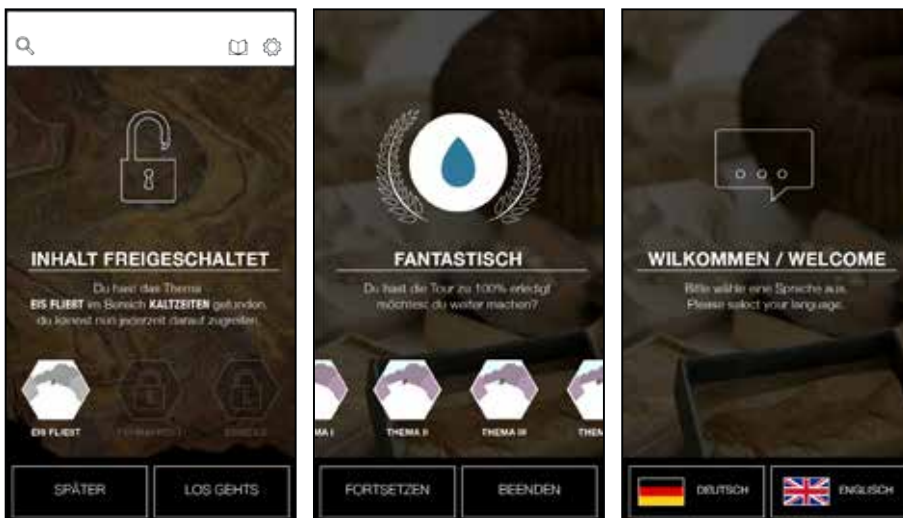 INHALT FREIGESCHALTET
Du hast das Thema
EIS FLIEßT im Bereich KALTZEITEN gefunden,
du kannst nun jederzeit darauf zugreifen.
EIS FLIEßT
SPÄTER
LOS GEHTS
FANTASTISCH
Du hast die Tour zu 100% erledigt
möchtest du weiter machen?
MA I
THEMA II
THEMA III
THEM
FORTSETZEN
BEENDEN
WILKOMMEN / WELCOME
Bitte wähle eine Sprache aus.
Please select your language.
DEUTSCH
ENGLISCH